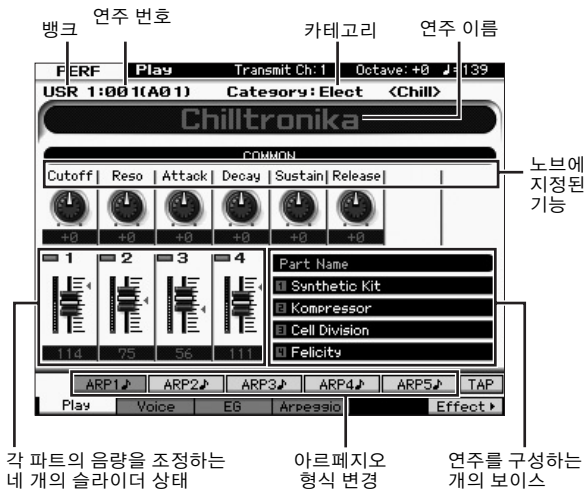 뱅크
연주 번호
카테고리
연주 이름
PERF Play Transmit Ch:1 Octave:+0 ♩=139
USR 1:001(A01) Category:Elect <Chill>
Chilltronika
COMMON
Cutoff Reso Attack Decay Sustain Release
+0 +0 +0 +0 +0 +0
노브에
지정된
기능
1 2 3 4
114 75 56 111
Part Name
1 Synthetic Kit
2 Kompressor
3 Cell Division
4 Felicity
ARP1♪ ARP2♪ ARP3♪ ARP4♪ ARP5♪ TAP
Play Voice EG Arpeggio Effect
각 파트의 음량을 조정하는
네 개의 슬라이더 상태
아르페지오
형식 변경
연주를 구성하는
개의 보이스